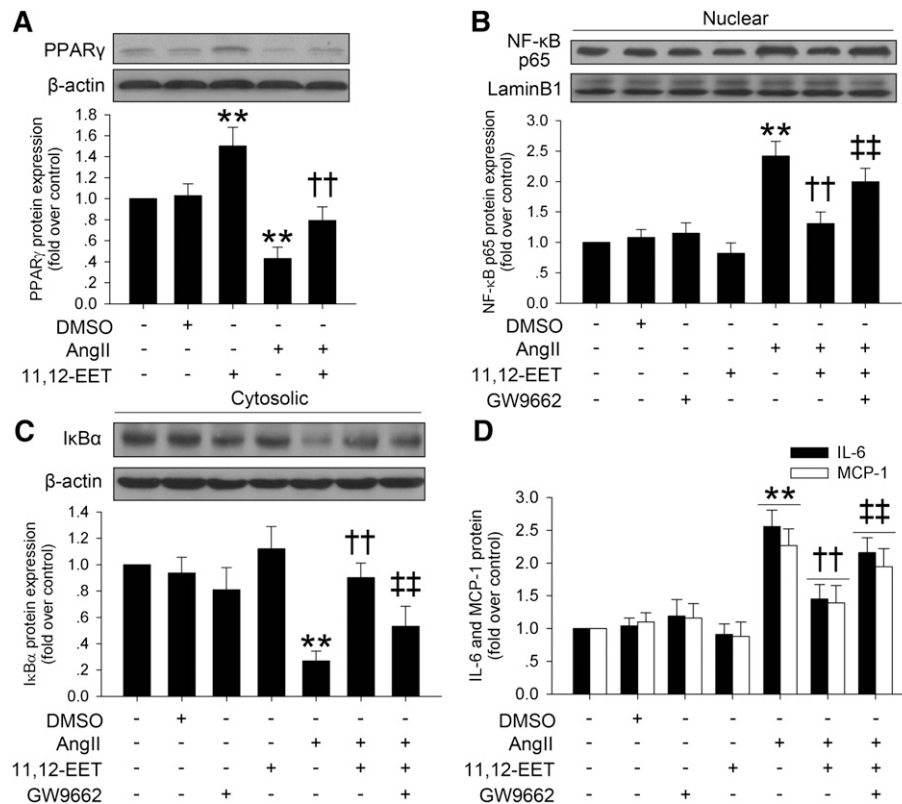 A
PPARγ
β-actin
1.8
1.6
1.4
1.2
1.0
.8
.6
.4
.2
0.0
PPARγ protein expression
(fold over control)
**
**
††
DMSO - + - - -
AngII - - - + +
11,12-EET - - + - +
B
Nuclear
NF-κB
p65
LaminB1
3.0
2.5
2.0
1.5
1.0
.5
0.0
NF-κB p65 protein expression
(fold over control)
**
††
‡‡
DMSO - + - - - - -
AngII - - - - + + +
11,12-EET - - - + - + +
GW9662 - - + - - - +
C
Cytosolic
IκBα
β-actin
1.4
1.2
1.0
.8
.6
.4
.2
0.0
IκBα protein expression
(fold over control)
**
††
‡‡
DMSO - + - - - - -
AngII - - - - + + +
11,12-EET - - - + - + +
GW9662 - - + - - - +
D
IL-6
MCP-1
3.0
2.5
2.0
1.5
1.0
.5
0.0
IL-6 and MCP-1 protein
(fold over control)
**
††
‡‡
DMSO - + - - - - -
AngII - - - - + + +
11,12-EET - - - + - + +
GW9662 - - + - - - +